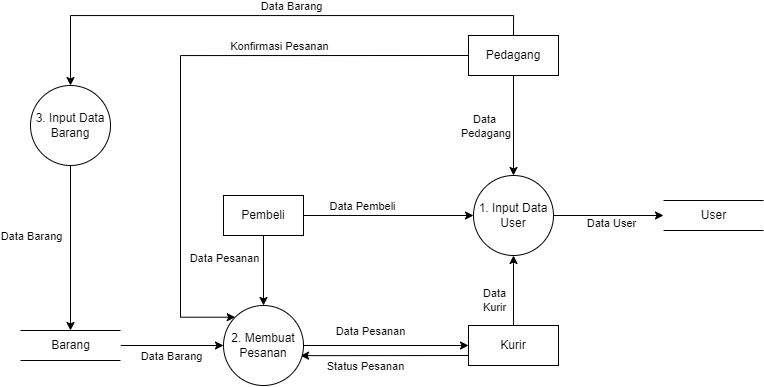 Data Barang
Konfirmasi Pesanan
Pedagang
3. Input Data
Barang
Data
Pedagang
Pembeli
Data Pembeli
1. Input Data
User
Data User
User
Data Barang
Data Pesanan
Data
Kurir
Barang
Data Barang
2. Membuat
Pesanan
Data Pesanan
Status Pesanan
Kurir